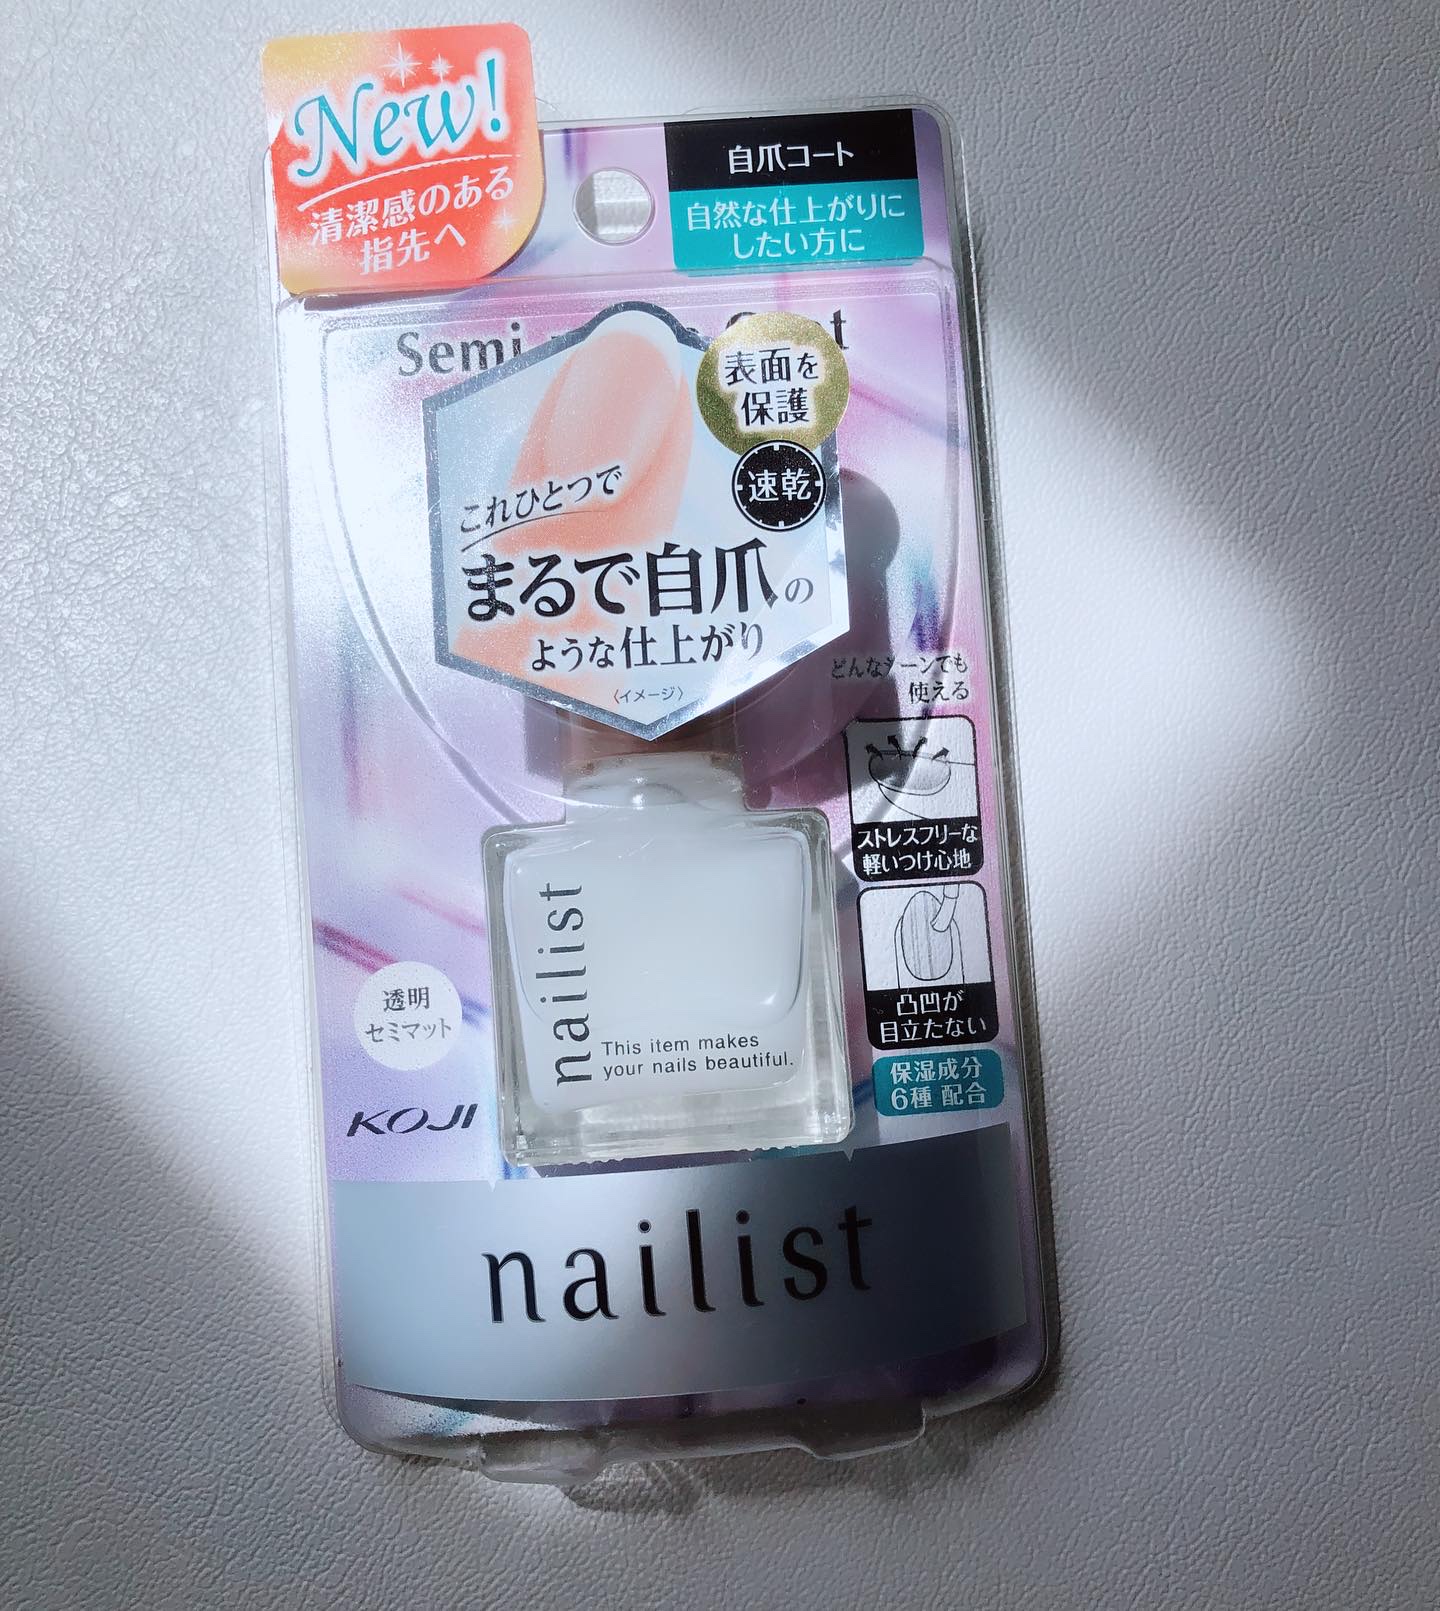 New!
清潔感のある
指先へ
自爪コート
自然な仕上がりに
したい方に
Semi
表面を
保護
速乾
これひとつで
まるで自爪の
ような仕上がり
〈イメージ〉
どんなシーンでも
使える
ストレスフリーな
軽いつけ心地
凸凹が
目立たない
保湿成分
6種 配合
透明
セミマット
nailist
This item makes
your nails beautiful.
KOJI
nailist